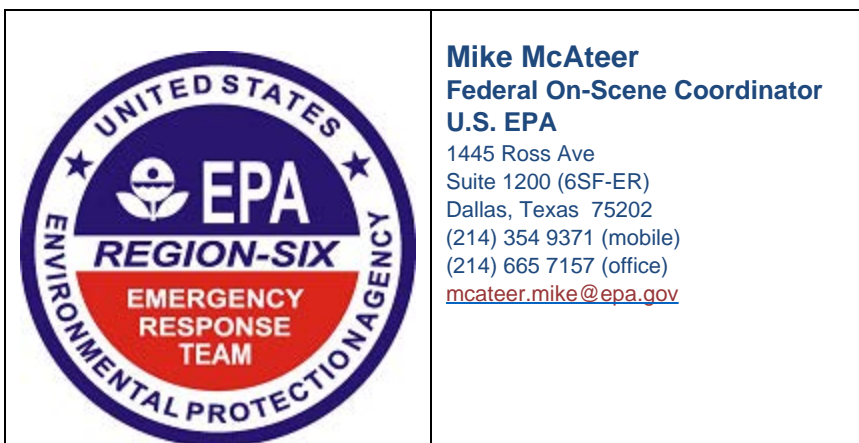 UNITED STATES
EPA
REGION-SIX
EMERGENCY
RESPONSE
TEAM
ENVIRONMENTAL PROTECTION AGENCY
Mike McAteer
Federal On-Scene Coordinator
U.S. EPA
1445 Ross Ave
Suite 1200 (6SF-ER)
Dallas, Texas  75202
(214) 354 9371 (mobile)
(214) 665 7157 (office)
mcateer.mike@epa.gov